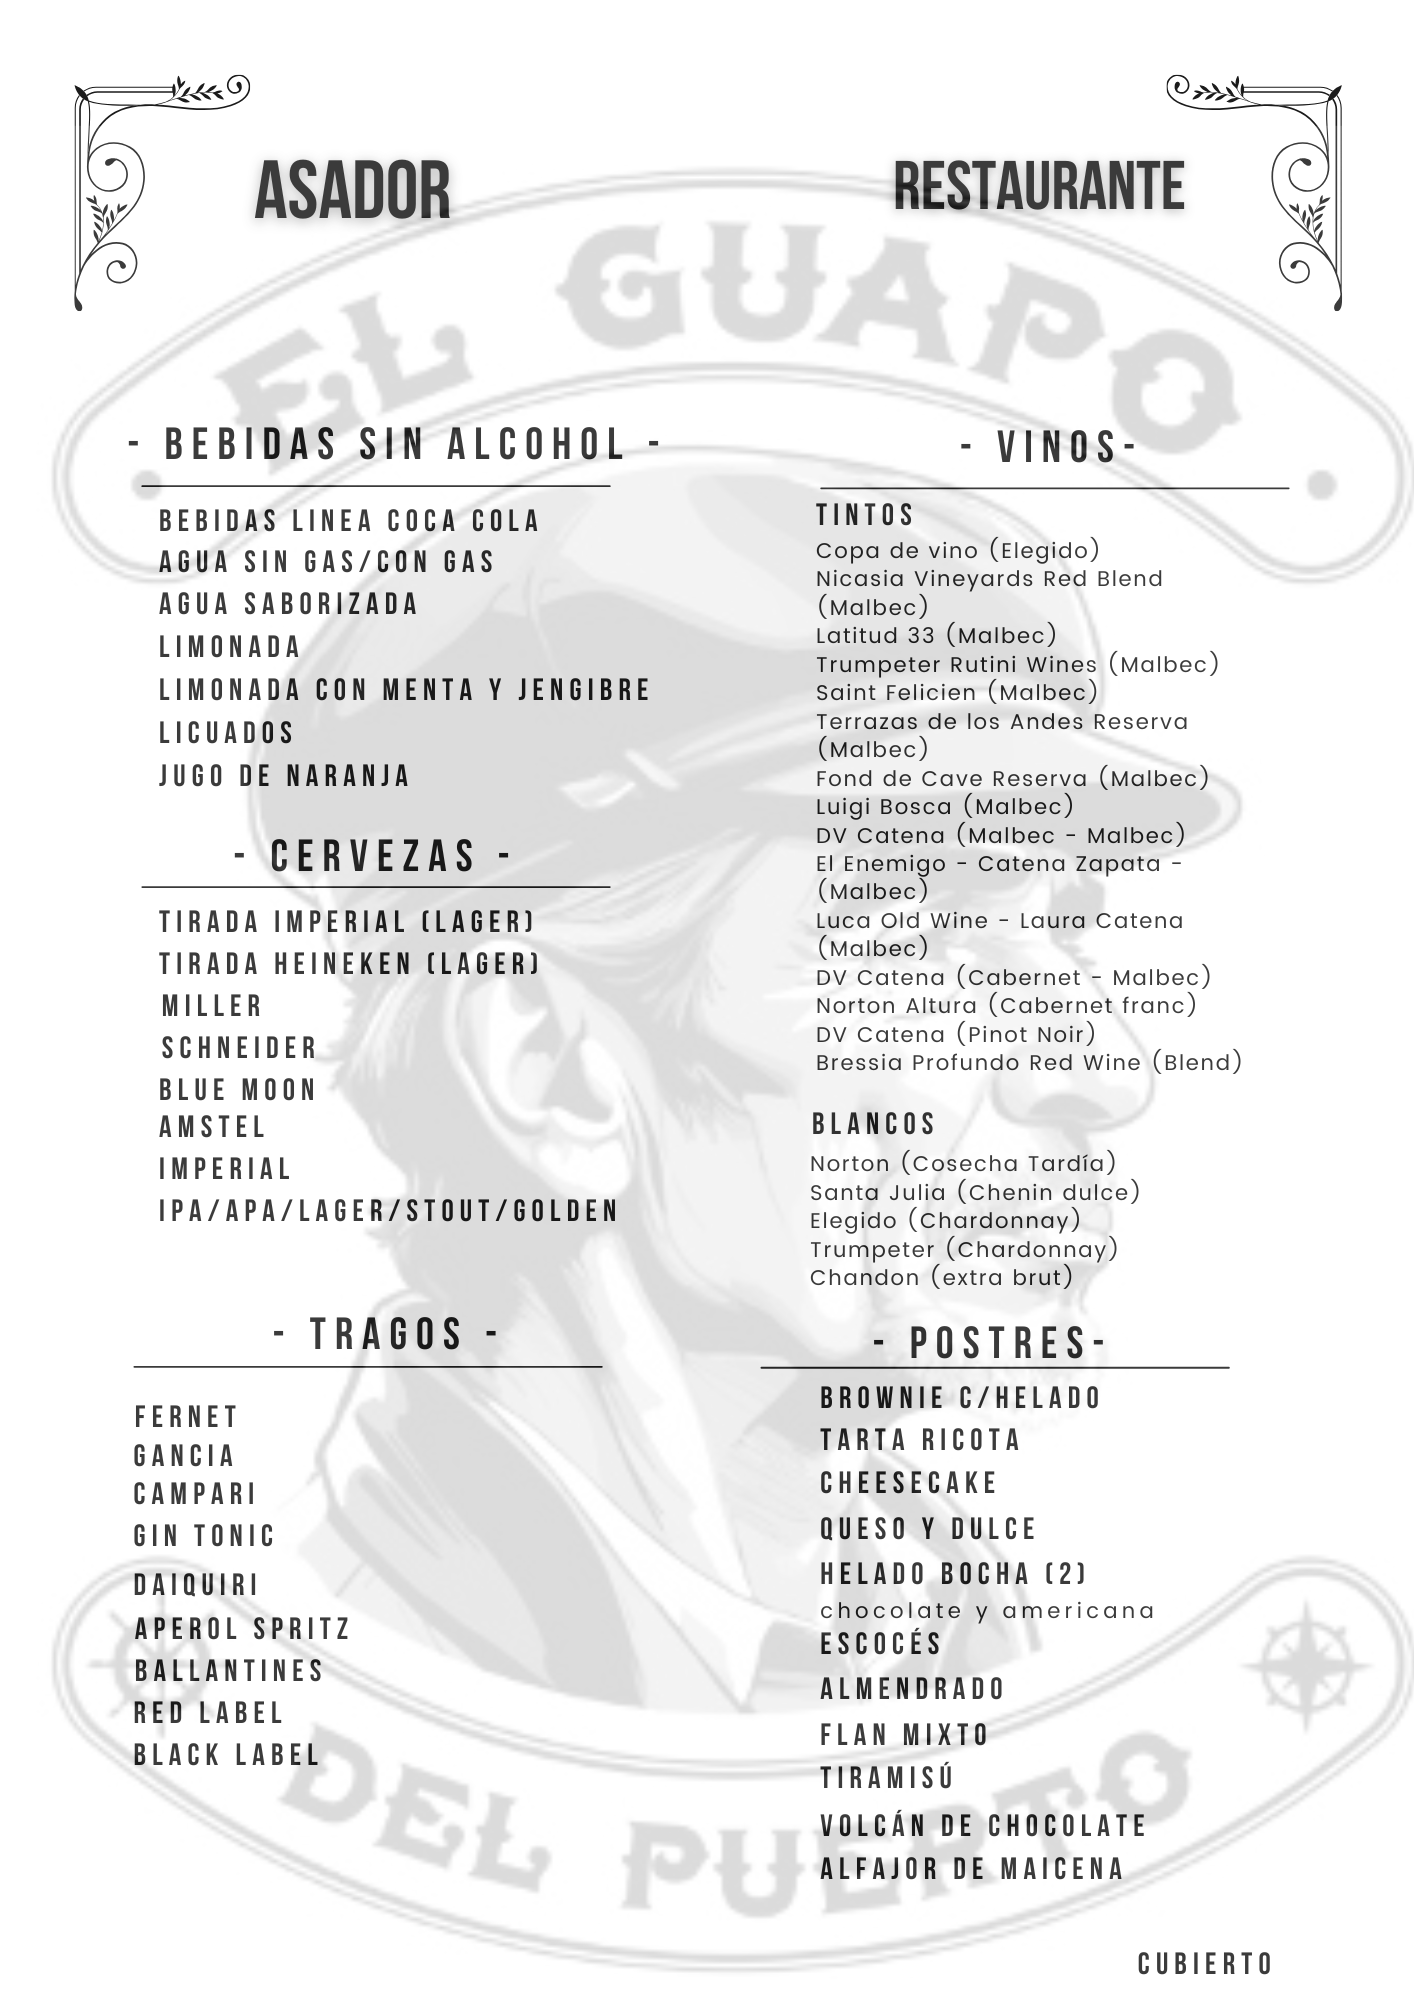 ASADOR
RESTAURANTE
EL GUAPO
- BEBIDAS SIN ALCOHOL -
BEBIDAS LINEA COCA COLA
AGUA SIN GAS/CON GAS
AGUA SABORIZADA
LIMONADA
LIMONADA CON MENTA Y JENGIBRE
LICUADOS
JUGO DE NARANJA
- CERVEZAS -
TIRADA IMPERIAL (LAGER)
TIRADA HEINEKEN (LAGER)
MILLER
SCHNEIDER
BLUE MOON
AMSTEL
IMPERIAL
IPA/APA/LAGER/STOUT/GOLDEN
- TRAGOS -
FERNET
GANCIA
CAMPARI
GIN TONIC
DAIQUIRI
APEROL SPRITZ
BALLANTINES
RED LABEL
BLACK LABEL
- VINOS-
TINTOS
Copa de vino (Elegido)
Nicasia Vineyards Red Blend
(Malbec)
Latitud 33 (Malbec)
Trumpeter Rutini Wines (Malbec)
Saint Felicien (Malbec)
Terrazas de los Andes Reserva
(Malbec)
Fond de Cave Reserva (Malbec)
Luigi Bosca (Malbec)
DV Catena (Malbec - Malbec)
El Enemigo - Catena Zapata -
(Malbec)
Luca Old Wine - Laura Catena
(Malbec)
DV Catena (Cabernet - Malbec)
Norton Altura (Cabernet franc)
DV Catena (Pinot Noir)
Bressia Profundo Red Wine (Blend)
BLANCOS
Norton (Cosecha Tardía)
Santa Julia (Chenin dulce)
Elegido (Chardonnay)
Trumpeter (Chardonnay)
Chandon (extra brut)
- POSTRES-
BROWNIE C/HELADO
TARTA RICOTA
CHEESECAKE
QUESO Y DULCE
HELADO BOCHA (2)
chocolate y americana
ESCOCÉS
ALMENDRADO
FLAN MIXTO
TIRAMISÚ
VOLCÁN DE CHOCOLATE
ALFAJOR DE MAICENA
DEL PUERTO
CUBIERTO